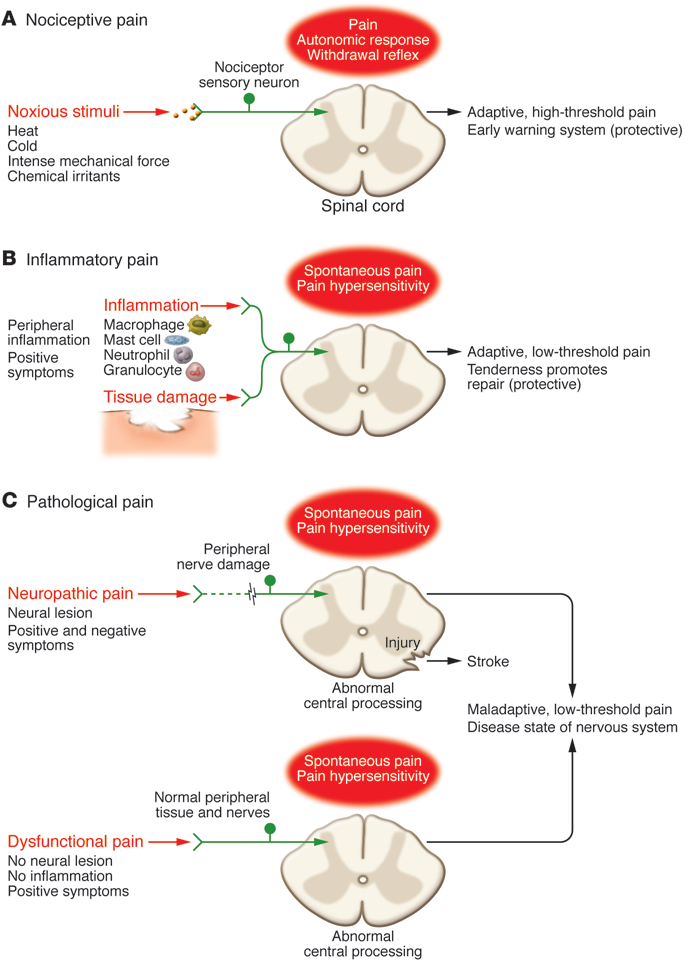 A Nociceptive pain
Pain
Autonomic response
Withdrawal reflex
Nociceptor
sensory neuron
Noxious stimuli
Heat
Cold
Intense mechanical force
Chemical irritants
Adaptive, high-threshold pain
Early warning system (protective)
Spinal cord
B Inflammatory pain
Spontaneous pain
Pain hypersensitivity
Peripheral
inflammation
Positive
symptoms
Inflammation
Macrophage
Mast cell
Neutrophil
Granulocyte
Tissue damage
Adaptive, low-threshold pain
Tenderness promotes
repair (protective)
C Pathological pain
Spontaneous pain
Pain hypersensitivity
Peripheral
nerve damage
Neuropathic pain
Neural lesion
Positive and negative
symptoms
Injury
Stroke
Abnormal
central processing
Maladaptive, low-threshold pain
Disease state of nervous system
Spontaneous pain
Pain hypersensitivity
Normal peripheral
tissue and nerves
Dysfunctional pain
No neural lesion
No inflammation
Positive symptoms
Abnormal
central processing